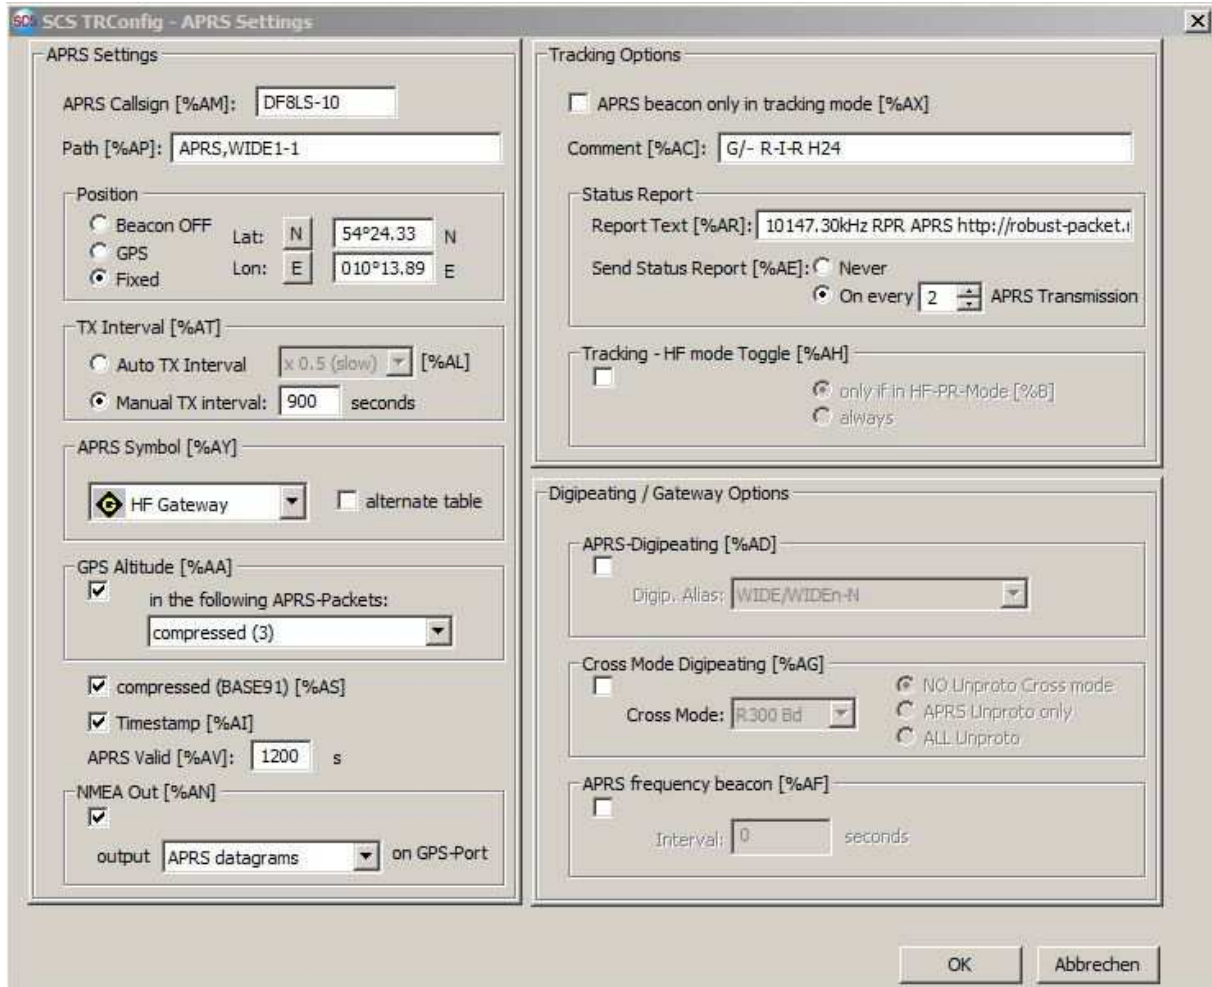 SCS TRConfig - APRS Settings
APRS Settings
APRS Callsign [%AM]: DF8LS-10
Path [%AP]: APRS,WIDE1-1
Position
Beacon OFF
GPS
Fixed
Lat: N 54°24.33 N
Lon: E 010°13.89 E
TX Interval [%AT]
Auto TX Interval x 0.5 (slow) [%AL]
Manual TX interval: 900 seconds
APRS Symbol [%AY]
G HF Gateway alternate table
GPS Altitude [%AA]
in the following APRS-Packets:
compressed (3)
compressed (BASE91) [%AS]
Timestamp [%AI]
APRS Valid [%AV]: 1200 s
NMEA Out [%AN]
output APRS datagrams on GPS-Port
Tracking Options
APRS beacon only in tracking mode [%AX]
Comment [%AC]: G/- R-I-R H24
Status Report
Report Text [%AR]: 10147.30kHz RPR APRS http://robust-packet.
Send Status Report [%AE]: Never
On every 2 APRS Transmission
Tracking - HF mode Toggle [%AH]
only if in HF-PR-Mode [%B]
always
Digipeating / Gateway Options
APRS-Digipeating [%AD]
Digip. Alias: WIDE/WIDEn-N
Cross Mode Digipeating [%AG]
Cross Mode: R300 Bd
NO Unproto Cross mode
APRS Unproto only
ALL Unproto
APRS frequency beacon [%AF]
Interval: 0 seconds
OK Abbrechen